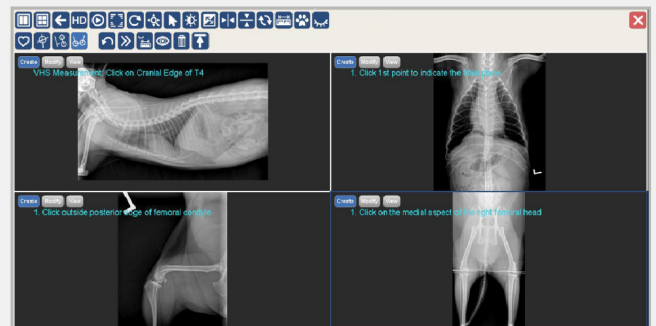 HD
Create Modify View
VHS Measurement: Click on Cranial Edge of T4
Create Modify View
1. Click 1st point to indicate the
Create Modify View
1. Click outside posterior edge of femoral condyle
Create Modify View
1. Click on the medial aspect of the right femoral head